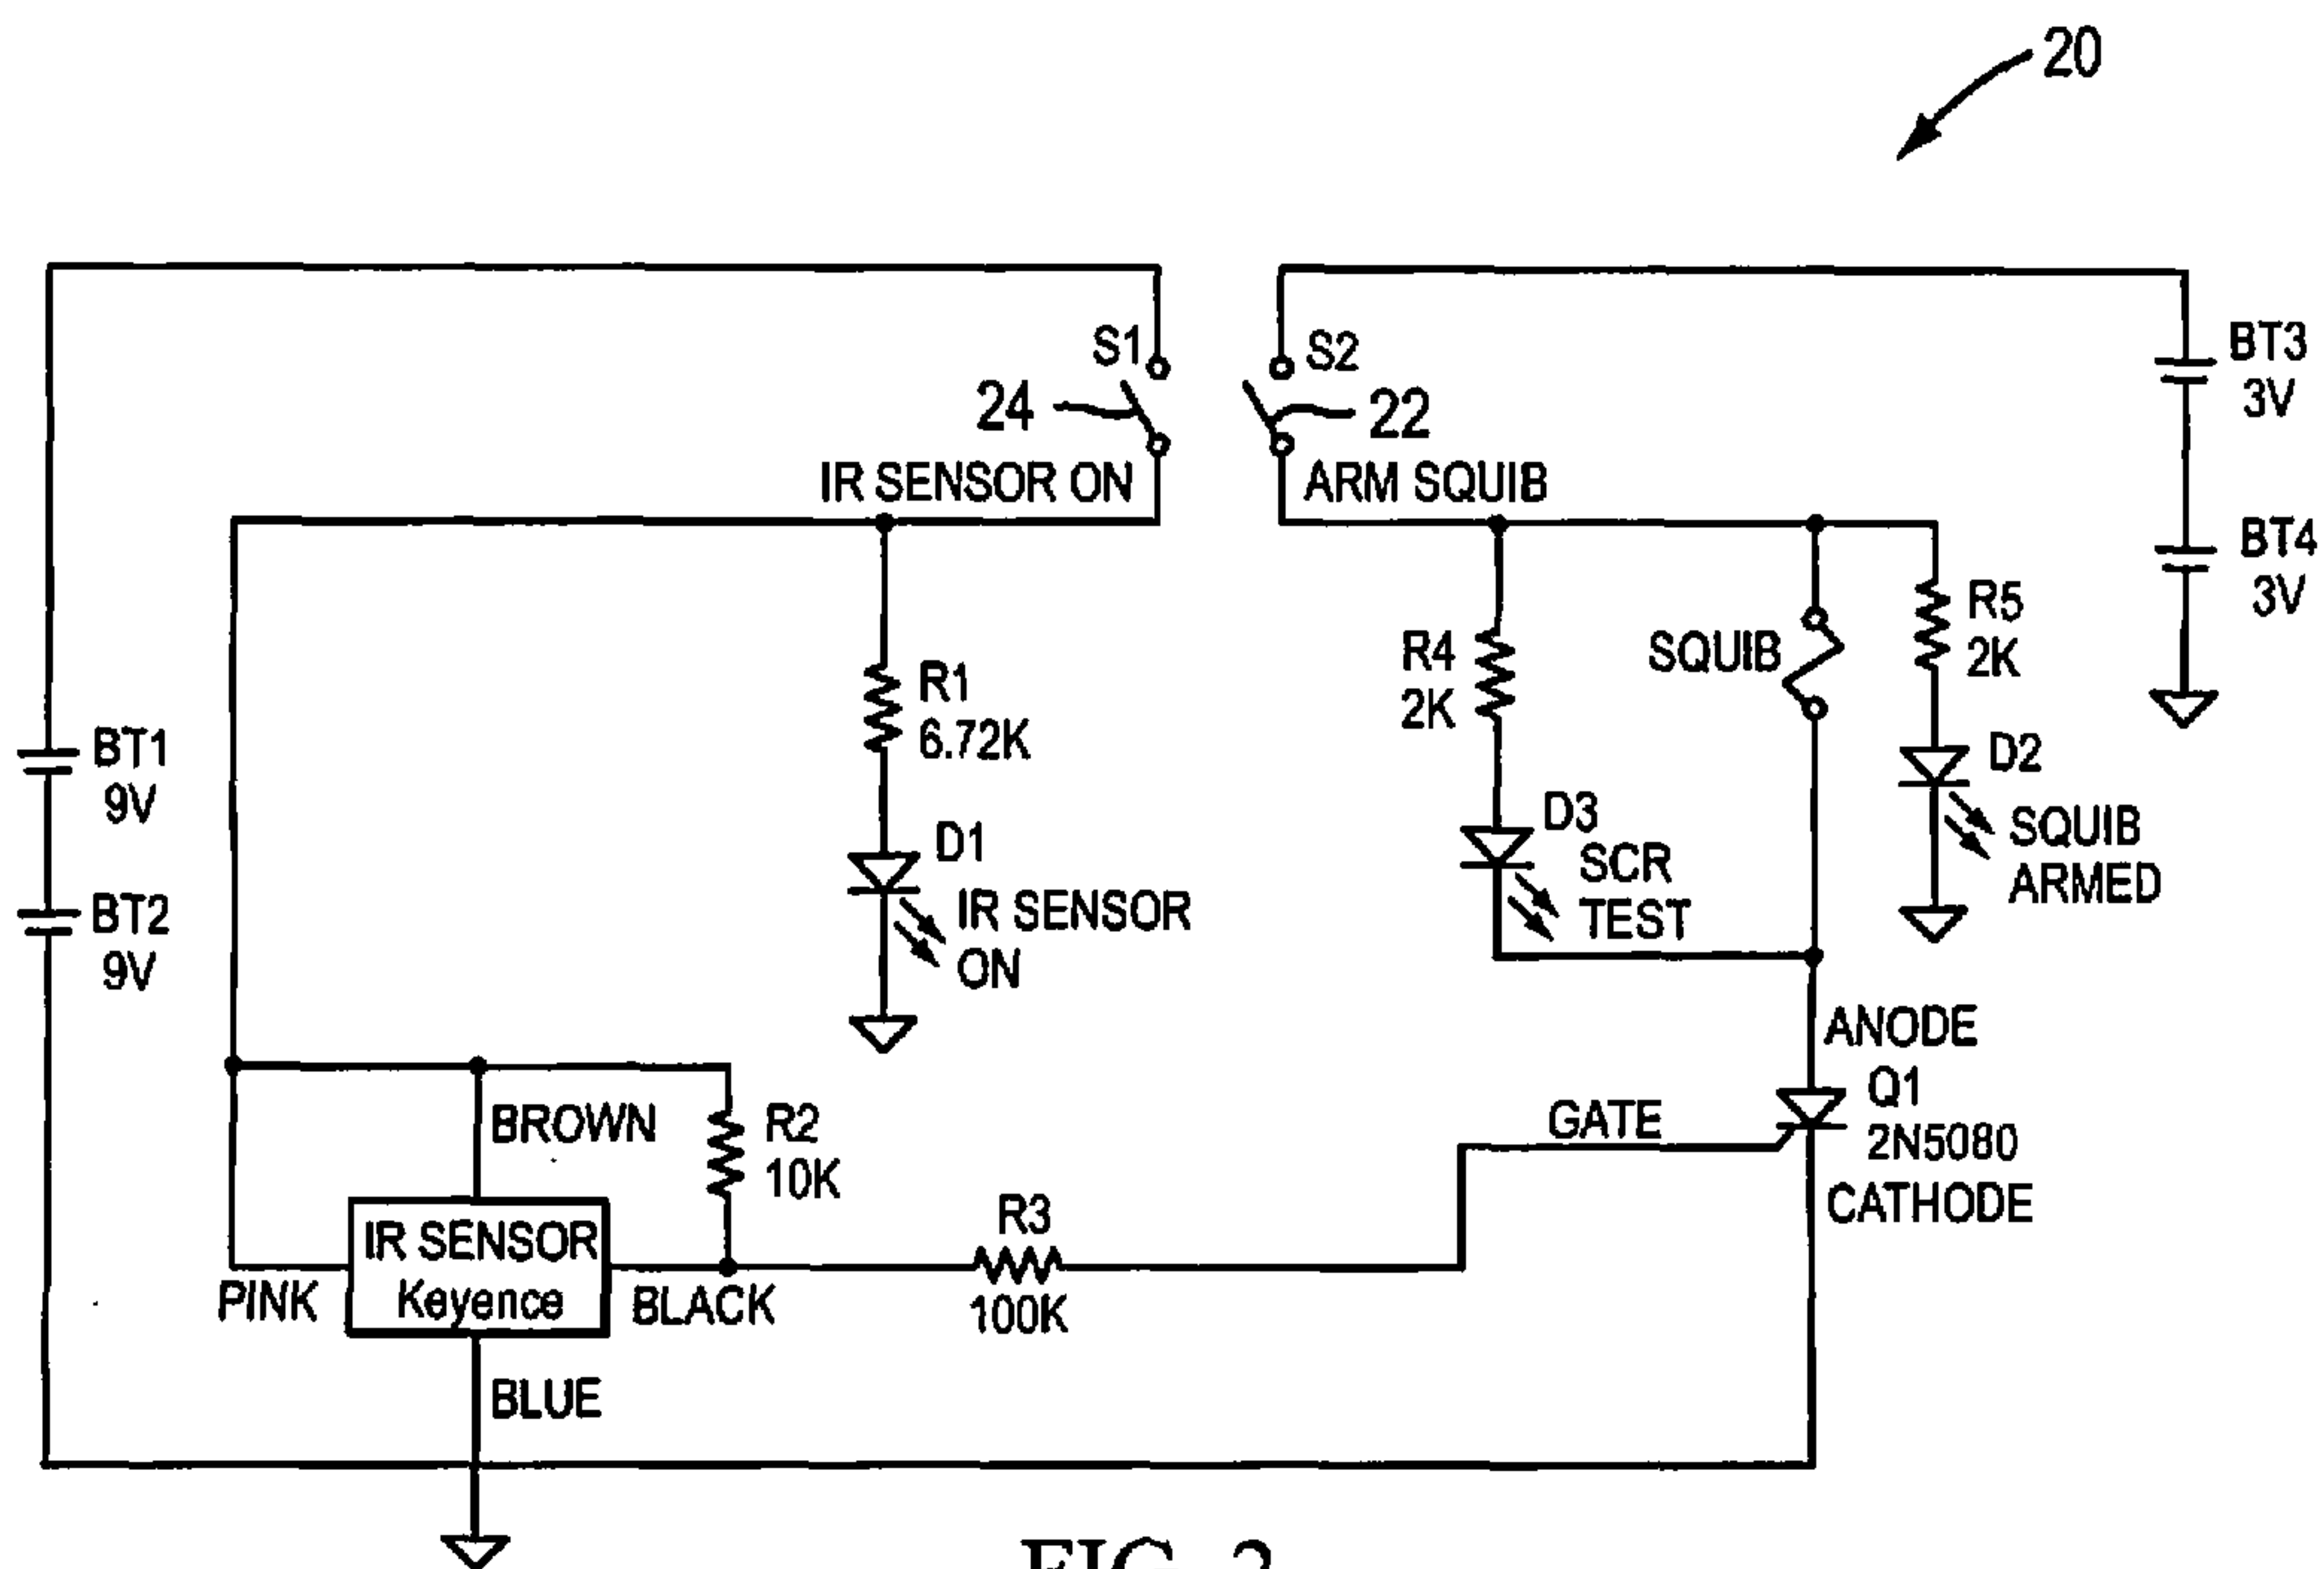 20
S1
S2
24
22
IR SENSOR ON
ARM SQUIB
BT3
3V
BT4
3V
R1
6.72K
R4
2K
SQUIB
R5
2K
BT1
9V
BT2
9V
D1
IR SENSOR
ON
D3
SCR
TEST
D2
SQUIB
ARMED
ANODE
Q1
2N5080
CATHODE
GATE
BROWN
R2
10K
IR SENSOR
Keyence
PINK
BLACK
R3
100K
BLUE